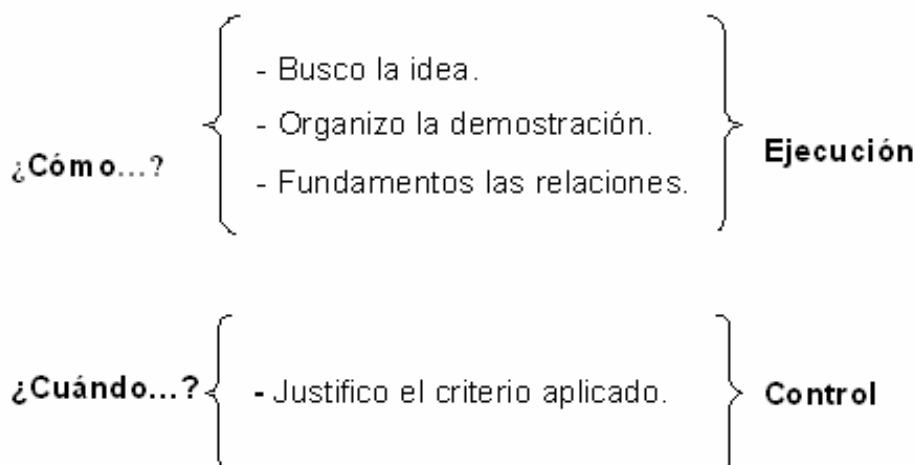 - Busco la idea.
- Organizo la demostración.
¿Cómo...?
Ejecución
- Fundamentos las relaciones.
¿Cuándo...?
- Justifico el criterio aplicado.
Control